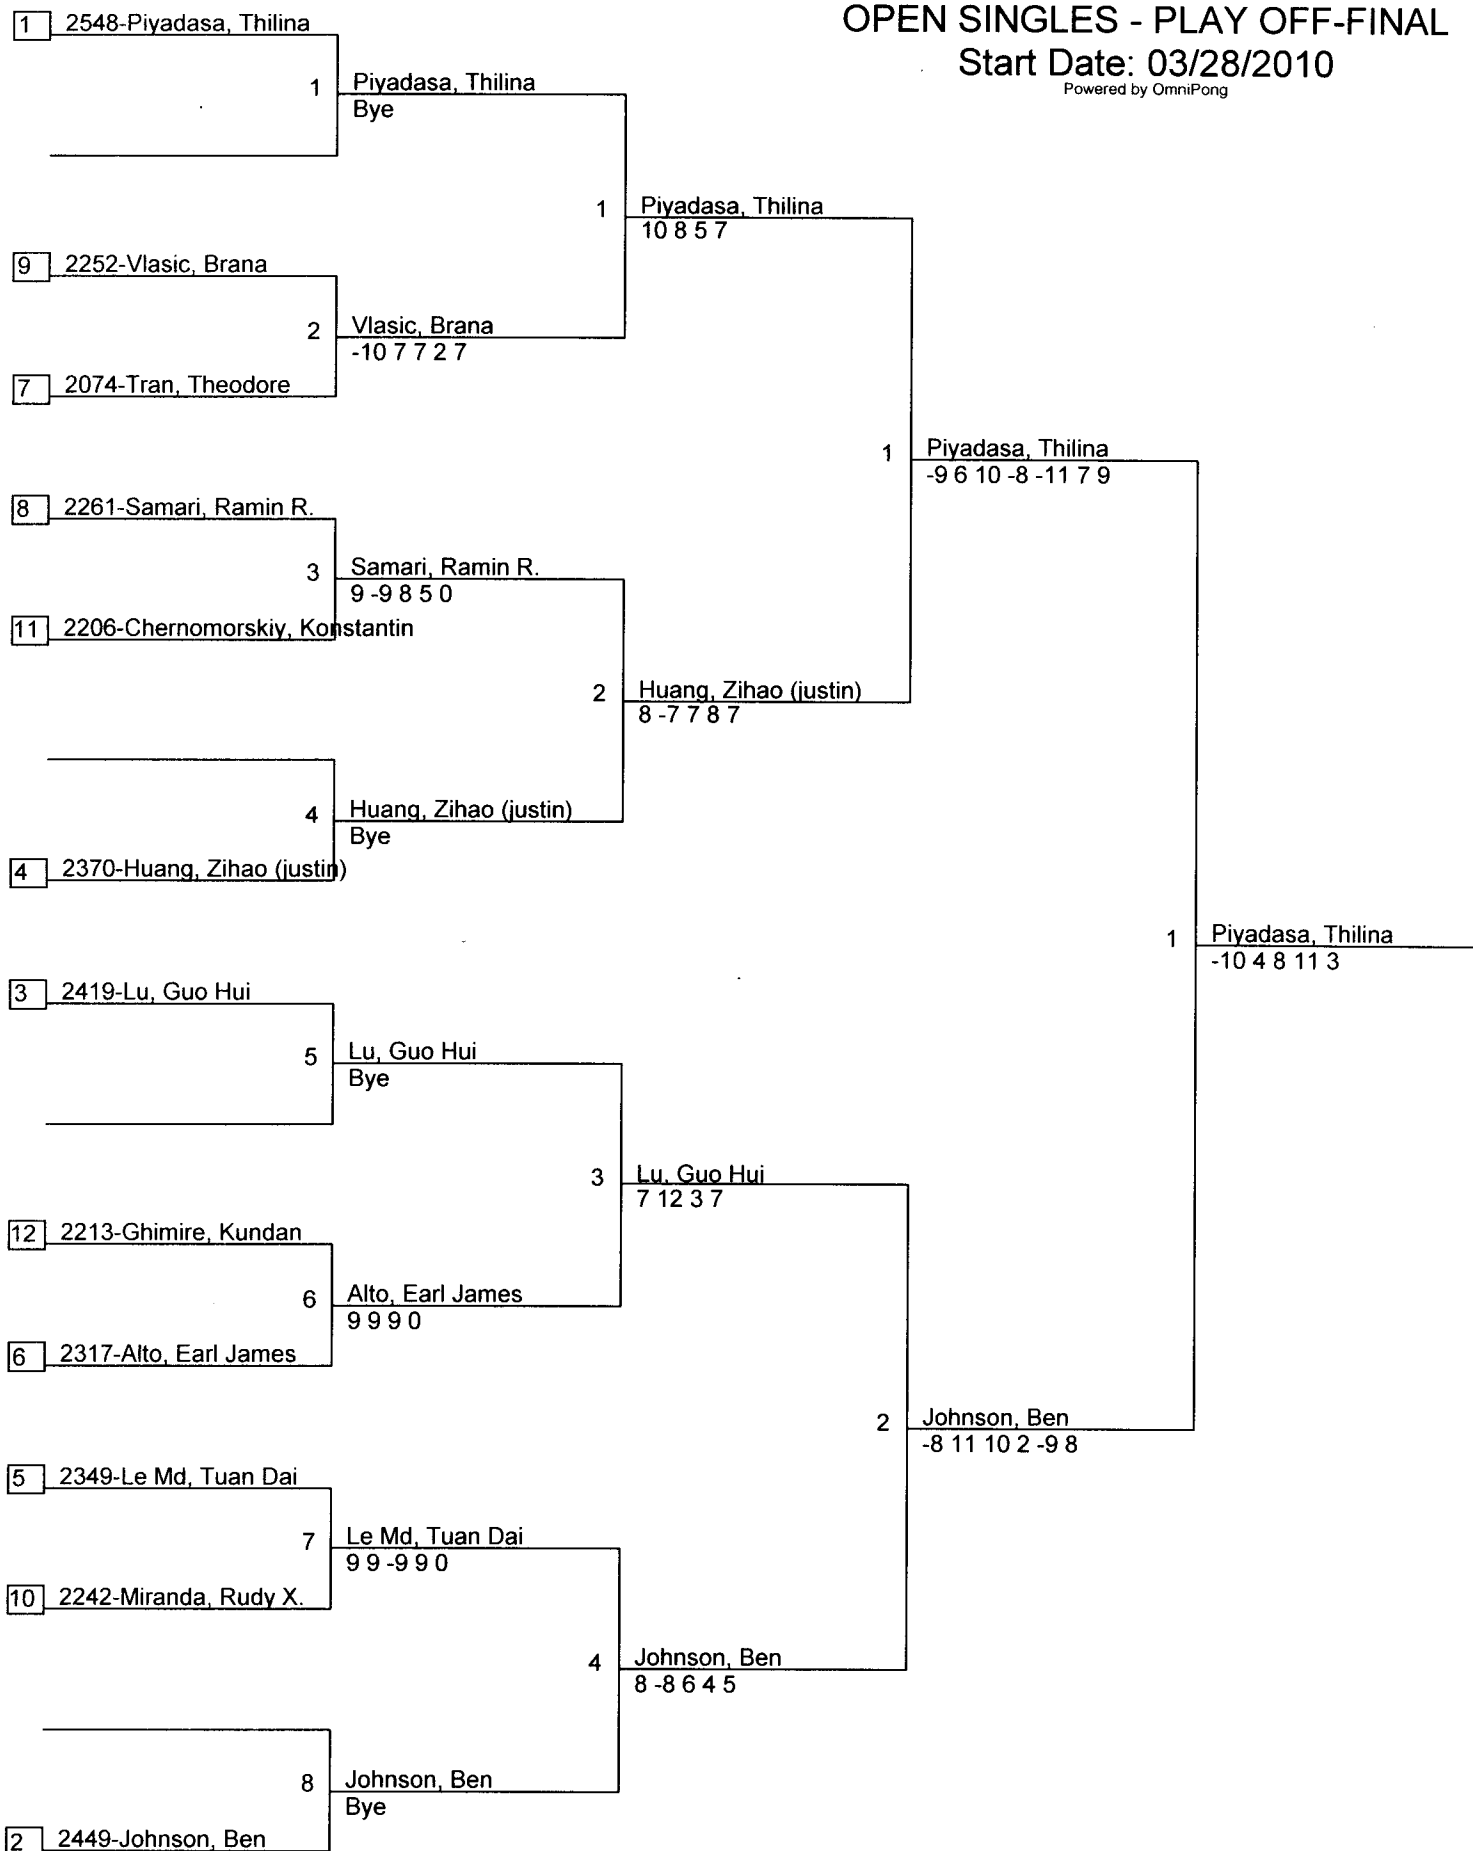 OPEN SINGLES - PLAY OFF-FINAL
Start Date: 03/28/2010
Powered by OmniPong
1 2548-Piyadasa, Thilina
1 Piyadasa, Thilina
Bye
1 Piyadasa, Thilina
10 8 5 7
9 2252-Vlasic, Brana
2 Vlasic, Brana
-10 7 7 2 7
7 2074-Tran, Theodore
1 Piyadasa, Thilina
-9 6 10 -8 -11 7 9
8 2261-Samari, Ramin R.
3 Samari, Ramin R.
9 -9 8 5 0
11 2206-Chernomorskiy, Konstantin
2 Huang, Zihao (justin)
8 -7 7 8 7
4 Huang, Zihao (justin)
Bye
4 2370-Huang, Zihao (justin)
1 Piyadasa, Thilina
-10 4 8 11 3
3 2419-Lu, Guo Hui
5 Lu, Guo Hui
Bye
3 Lu, Guo Hui
7 12 3 7
12 2213-Ghimire, Kundan
6 Alto, Earl James
9 9 9 0
6 2317-Alto, Earl James
2 Johnson, Ben
-8 11 10 2 -9 8
5 2349-Le Md, Tuan Dai
7 Le Md, Tuan Dai
9 9 -9 9 0
10 2242-Miranda, Rudy X.
4 Johnson, Ben
8 -8 6 4 5
8 Johnson, Ben
Bye
2 2449-Johnson, Ben